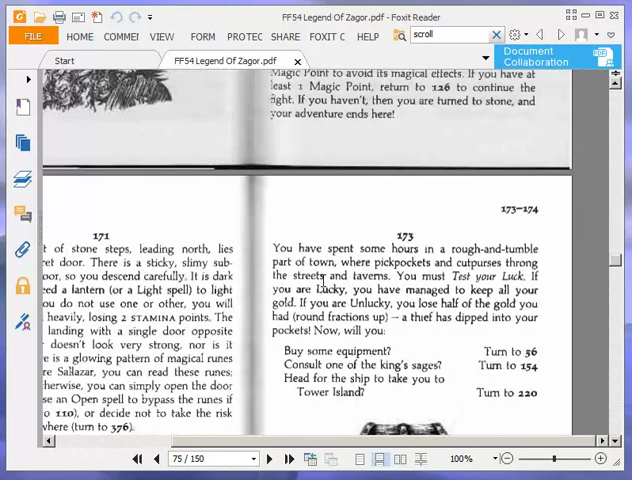 FF54 Legend Of Zagor.pdf - Foxit Reader
FILE
HOME
COMMEI
VIEW
FORM
PROTEC
SHARE
FOXIT C
HELP
scroll
Start
FF54 Legend Of Zagor.pdf
Document
Collaboration
Magic Point to avoid its magical effects. If you have at
least 1 Magic Point, return to 126 to continue the
fight. If you haven't, then you are turned to stone, and
your adventure ends here!
173-174
171
t of stone steps, leading north, lies
ret door. There is a sticky, slimy sub-
oor, so you descend carefully. It is dark
eed a lantern (or a Light spell) to light
you do not use one or other, you will
heavily, losing 2 STAMINA points. The
landing with a single door opposite
doesn't look very strong, nor is it
e is a glowing pattern of magical runes
re Sallazar, you can read these runes;
herwise, you can simply open the door
se an Open spell to bypass the runes if
o 110), or decide not to take the risk
where (turn to 376).
173
You have spent some hours in a rough-and-tumble
part of town, where pickpockets and cutpurses throng
the streets and taverns. You must Test your Luck. If
you are Lucky, you have managed to keep all your
gold. If you are Unlucky, you lose half of the gold you
had (round fractions up) – a thief has dipped into your
pockets! Now, will you:
Buy some equipment? Turn to 56
Consult one of the king's sages? Turn to 154
Head for the ship to take you to
Tower Island? Turn to 220
75 / 150
100%